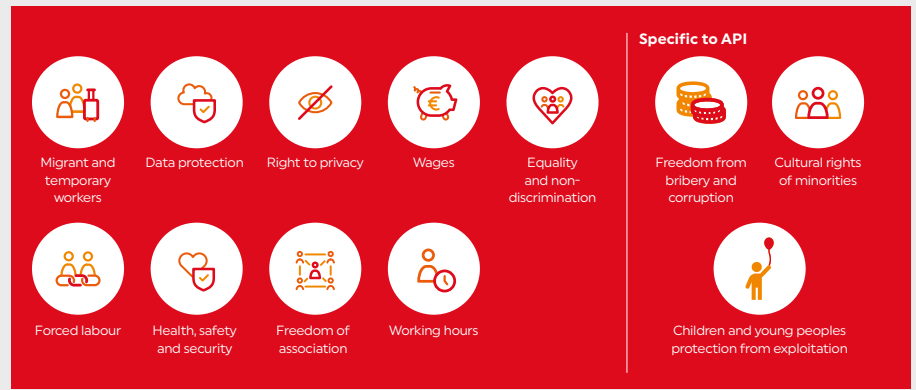 Specific to API
Migrant and
temporary
workers
Data protection
Right to privacy
Wages
Equality
and non-
discrimination
Freedom from
bribery and
corruption
Cultural rights
of minorities
Forced labour
Health, safety
and security
Freedom of
association
Working hours
Children and young peoples
protection from exploitation